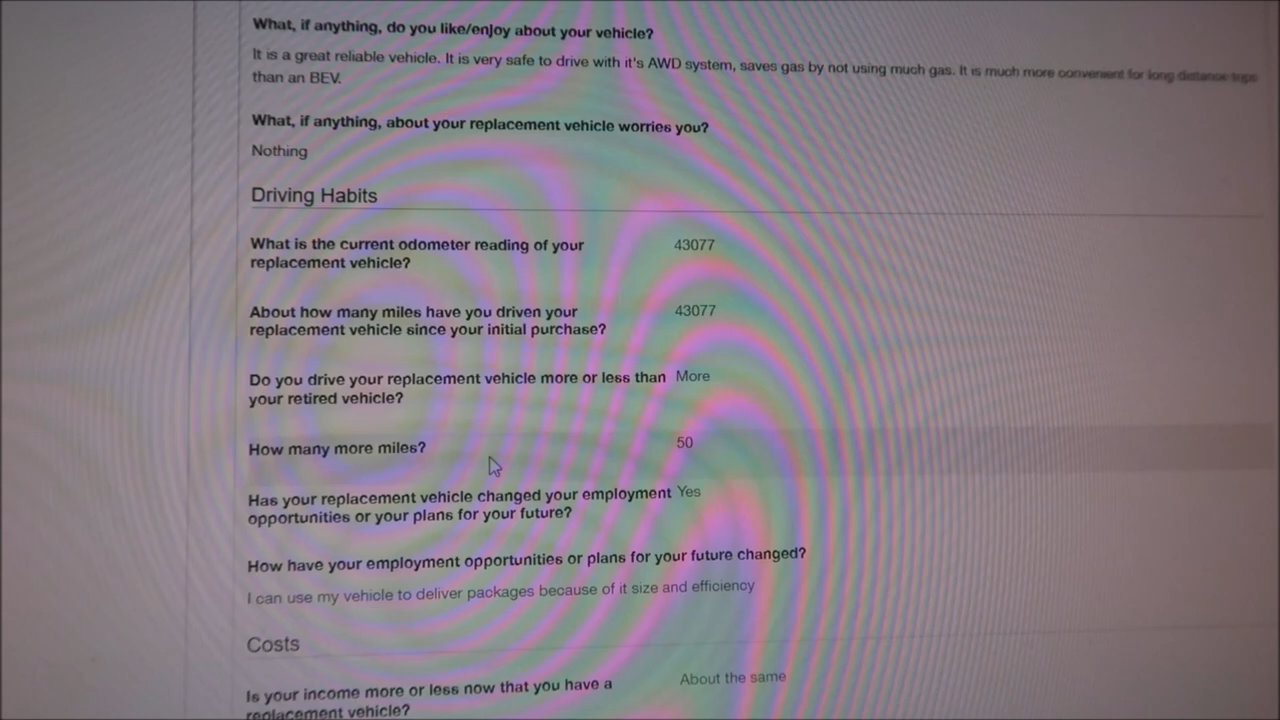 What, if anything, do you like/enjoy about your vehicle?
It is a great reliable vehicle. It is very safe to drive with it's AWD system, saves gas by not using much gas. It is much more convenient for long distance trips
than an BEV.
What, if anything, about your replacement vehicle worries you?
Nothing
Driving Habits
What is the current odometer reading of your
replacement vehicle?
43077
About how many miles have you driven your
replacement vehicle since your initial purchase?
43077
Do you drive your replacement vehicle more or less than
your retired vehicle?
More
How many more miles?
50
Has your replacement vehicle changed your employment
opportunities or your plans for your future?
Yes
How have your employment opportunities or plans for your future changed?
I can use my vehicle to deliver packages because of it size and efficiency
Costs
Is your income more or less now that you have a
replacement vehicle?
About the same